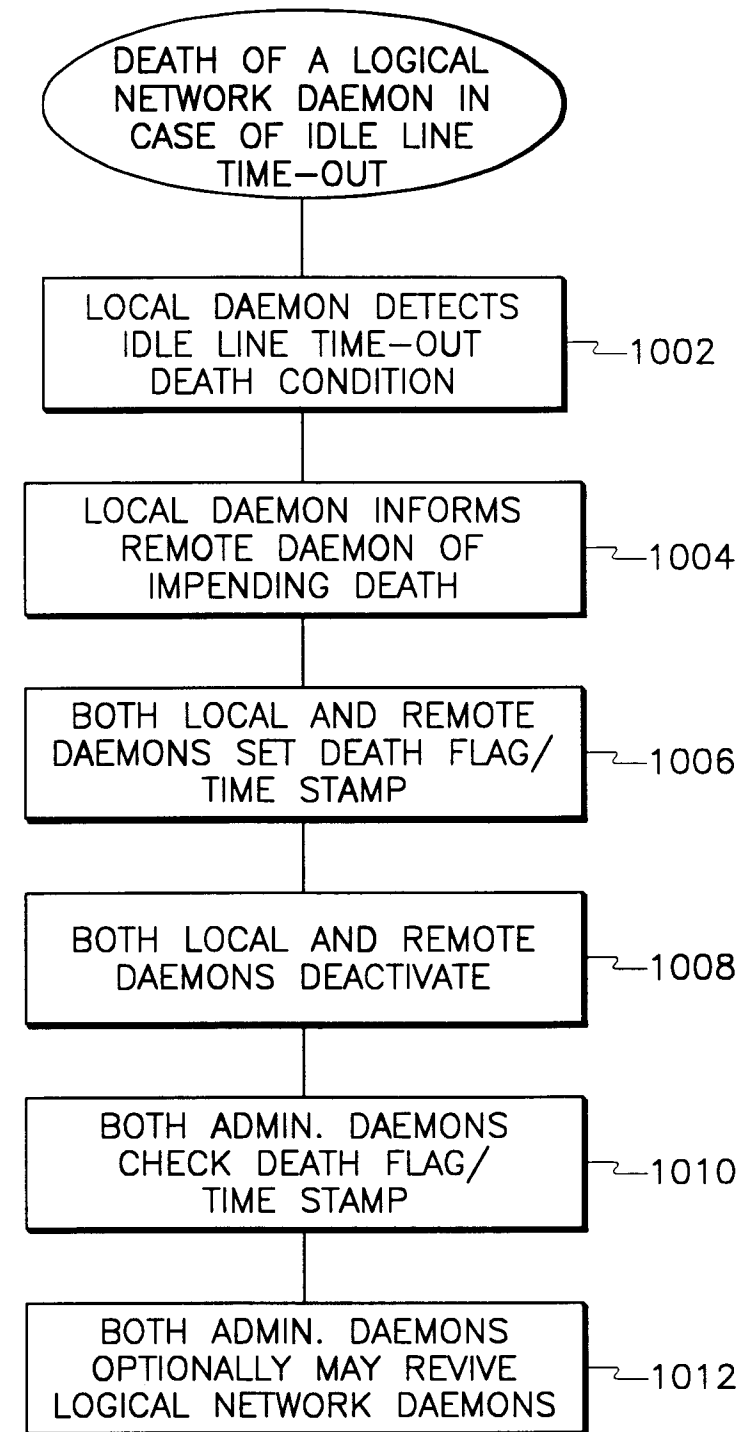 DEATH OF A LOGICAL
NETWORK DAEMON IN
CASE OF IDLE LINE
TIME-OUT
LOCAL DAEMON DETECTS
IDLE LINE TIME-OUT
DEATH CONDITION
1002
LOCAL DAEMON INFORMS
REMOTE DAEMON OF
IMPENDING DEATH
1004
BOTH LOCAL AND REMOTE
DAEMONS SET DEATH FLAG/
TIME STAMP
1006
BOTH LOCAL AND REMOTE
DAEMONS DEACTIVATE
1008
BOTH ADMIN. DAEMONS
CHECK DEATH FLAG/
TIME STAMP
1010
BOTH ADMIN. DAEMONS
OPTIONALLY MAY REVIVE
LOGICAL NETWORK DAEMONS
1012